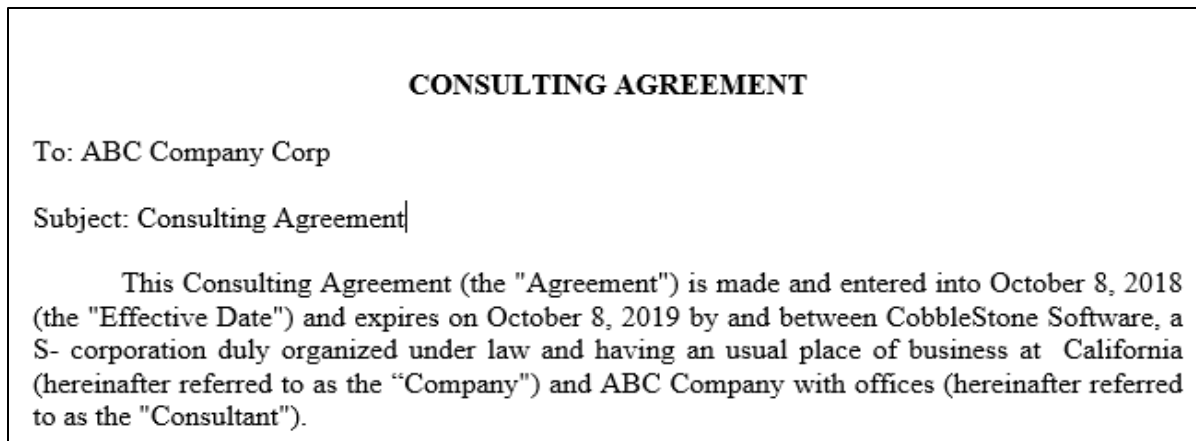 CONSULTING AGREEMENT
To: ABC Company Corp
Subject: Consulting Agreement
This Consulting Agreement (the "Agreement") is made and entered into October 8, 2018
(the "Effective Date") and expires on October 8, 2019 by and between CobbleStone Software, a
S- corporation duly organized under law and having an usual place of business at  California
(hereinafter referred to as the “Company") and ABC Company with offices (hereinafter referred
to as the "Consultant").